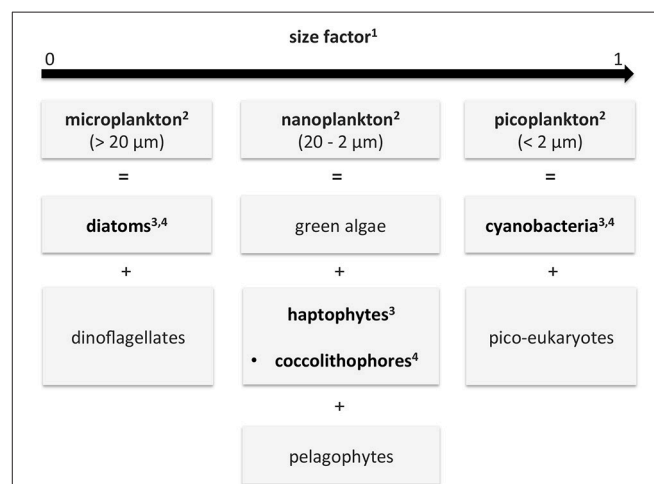 size factor¹
0 1
microplankton² nanoplankton² picoplankton²
(> 20 µm) (20 - 2 µm) (< 2 µm)
= = =
diatoms³,⁴ green algae cyanobacteria³,⁴
+ + +
dinoflagellates
haptophytes³
• coccolithophores⁴
pico-eukaryotes
+
pelagophytes